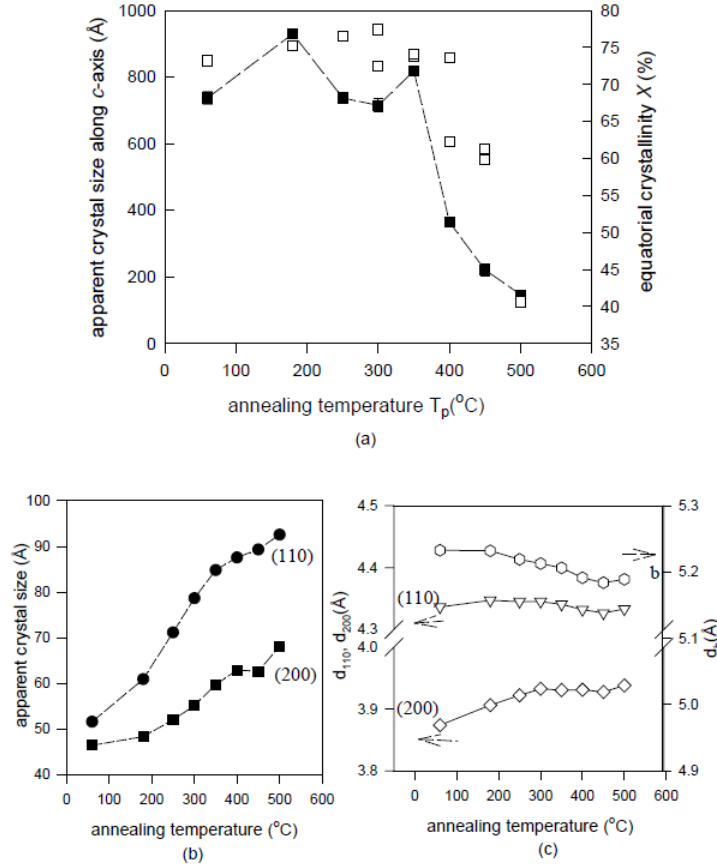 apparent crystal size along c-axis (Å)
1000
800
600
400
200
0
80
75
70
65
60
55
50
45
40
35
equatorial crystallinity X (%)
0 100 200 300 400 500 600
annealing temperature Tp(°C)
(a)
apparent crystal size (Å)
100
90
80
70
60
50
40
(110)
(200)
0 100 200 300 400 500 600
annealing temperature (°C)
(b)
d110, d200(Å)
4.5
4.4
4.3
4.0
3.9
3.8
(110)
(200)
b
5.3
5.2
5.1
5.0
4.9
0 100 200 300 400 500 600
annealing temperature (°C)
(c)